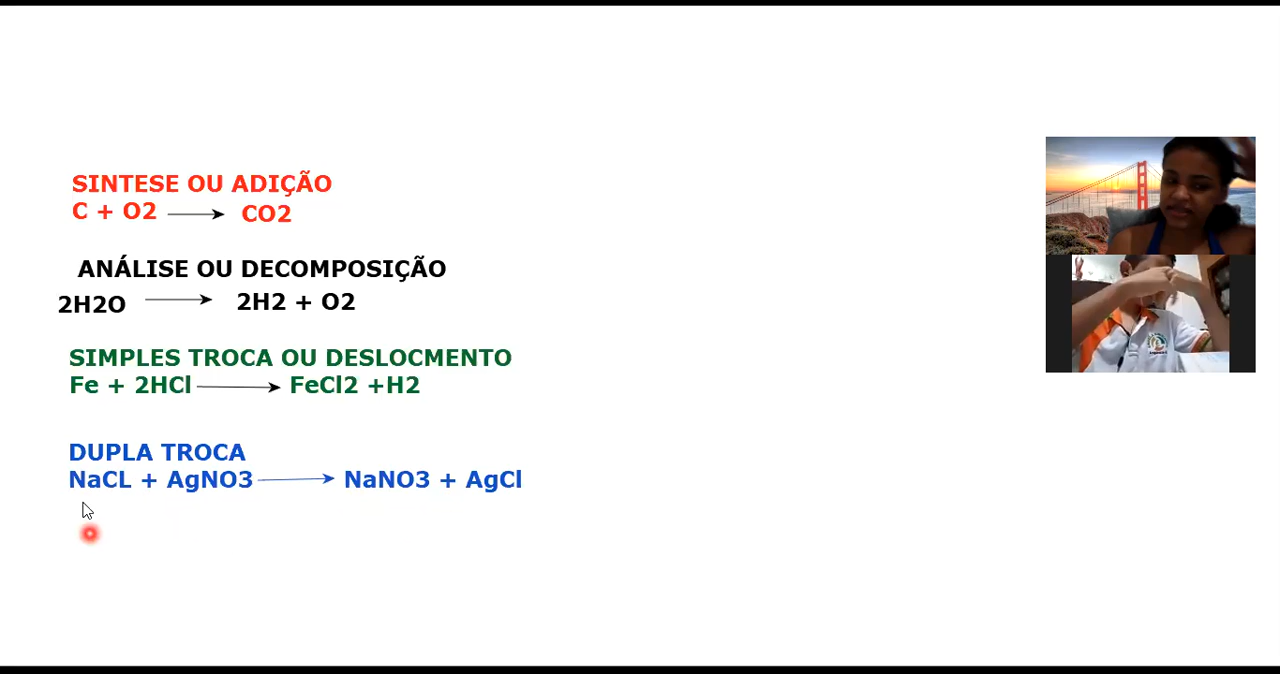 SINTESE OU ADIÇÃO
C + O2 → CO2
ANÁLISE OU DECOMPOSIÇÃO
2H2O → 2H2 + O2
SIMPLES TROCA OU DESLOCMENTO
Fe + 2HCl → FeCl2 +H2
DUPLA TROCA
NaCL + AgNO3 → NaNO3 + AgCl